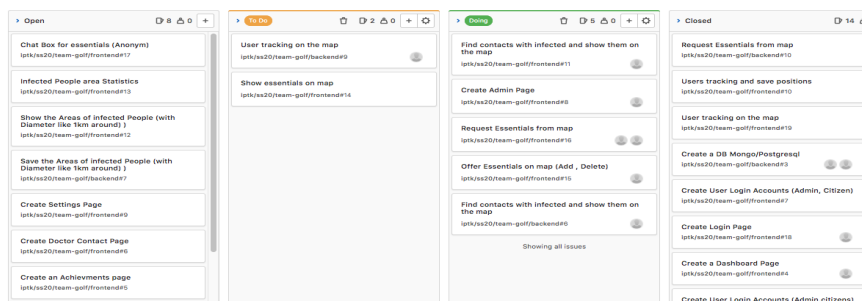 Open 8 0 +
Chat Box for essentials (Anonym)
iptk/ss20/team-golf/frontend#17
Infected People area Statistics
iptk/ss20/team-golf/frontend#13
Show the Areas of infected People (with
Diameter like 1km around) )
iptk/ss20/team-golf/frontend#12
Save the Areas of infected People (with
Diameter like 1km around) )
iptk/ss20/team-golf/backend#7
Create Settings Page
iptk/ss20/team-golf/frontend#9
Create Doctor Contact Page
iptk/ss20/team-golf/frontend#6
Create an Achievments page
iptk/ss20/team-golf/frontend#5
To Do 2 0 +
User tracking on the map
iptk/ss20/team-golf/backend#9
Show essentials on map
iptk/ss20/team-golf/frontend#14
Doing 5 0 +
Find contacts with infected and show them on
the map
iptk/ss20/team-golf/frontend#11
Create Admin Page
iptk/ss20/team-golf/frontend#8
Request Essentials from map
iptk/ss20/team-golf/frontend#16
Offer Essentials on map (Add , Delete)
iptk/ss20/team-golf/frontend#15
Find contacts with infected and show them on
the map
iptk/ss20/team-golf/backend#6
Showing all issues
Closed 14
Request Essentials from map
iptk/ss20/team-golf/backend#10
Users tracking and save positions
iptk/ss20/team-golf/frontend#10
User tracking on the map
iptk/ss20/team-golf/frontend#19
Create a DB Mongo/Postgresql
iptk/ss20/team-golf/backend#3
Create User Login Accounts (Admin, Citizen)
iptk/ss20/team-golf/frontend#7
Create Login Page
iptk/ss20/team-golf/frontend#18
Create a Dashboard Page
iptk/ss20/team-golf/frontend#4
Create User Login Accounts (Admin citizens)